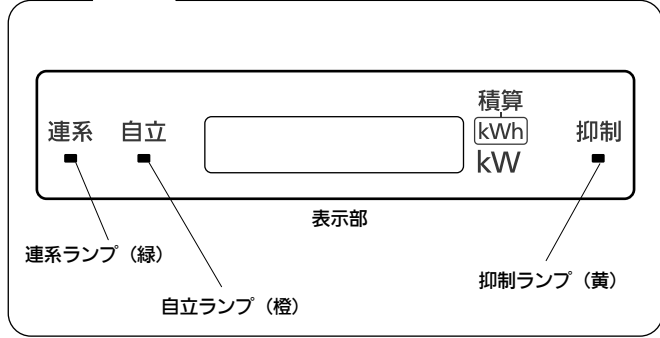 積算
連系 自立 kWh 抑制
kW
表示部
連系ランプ（緑）
抑制ランプ（黄）
自立ランプ（橙）